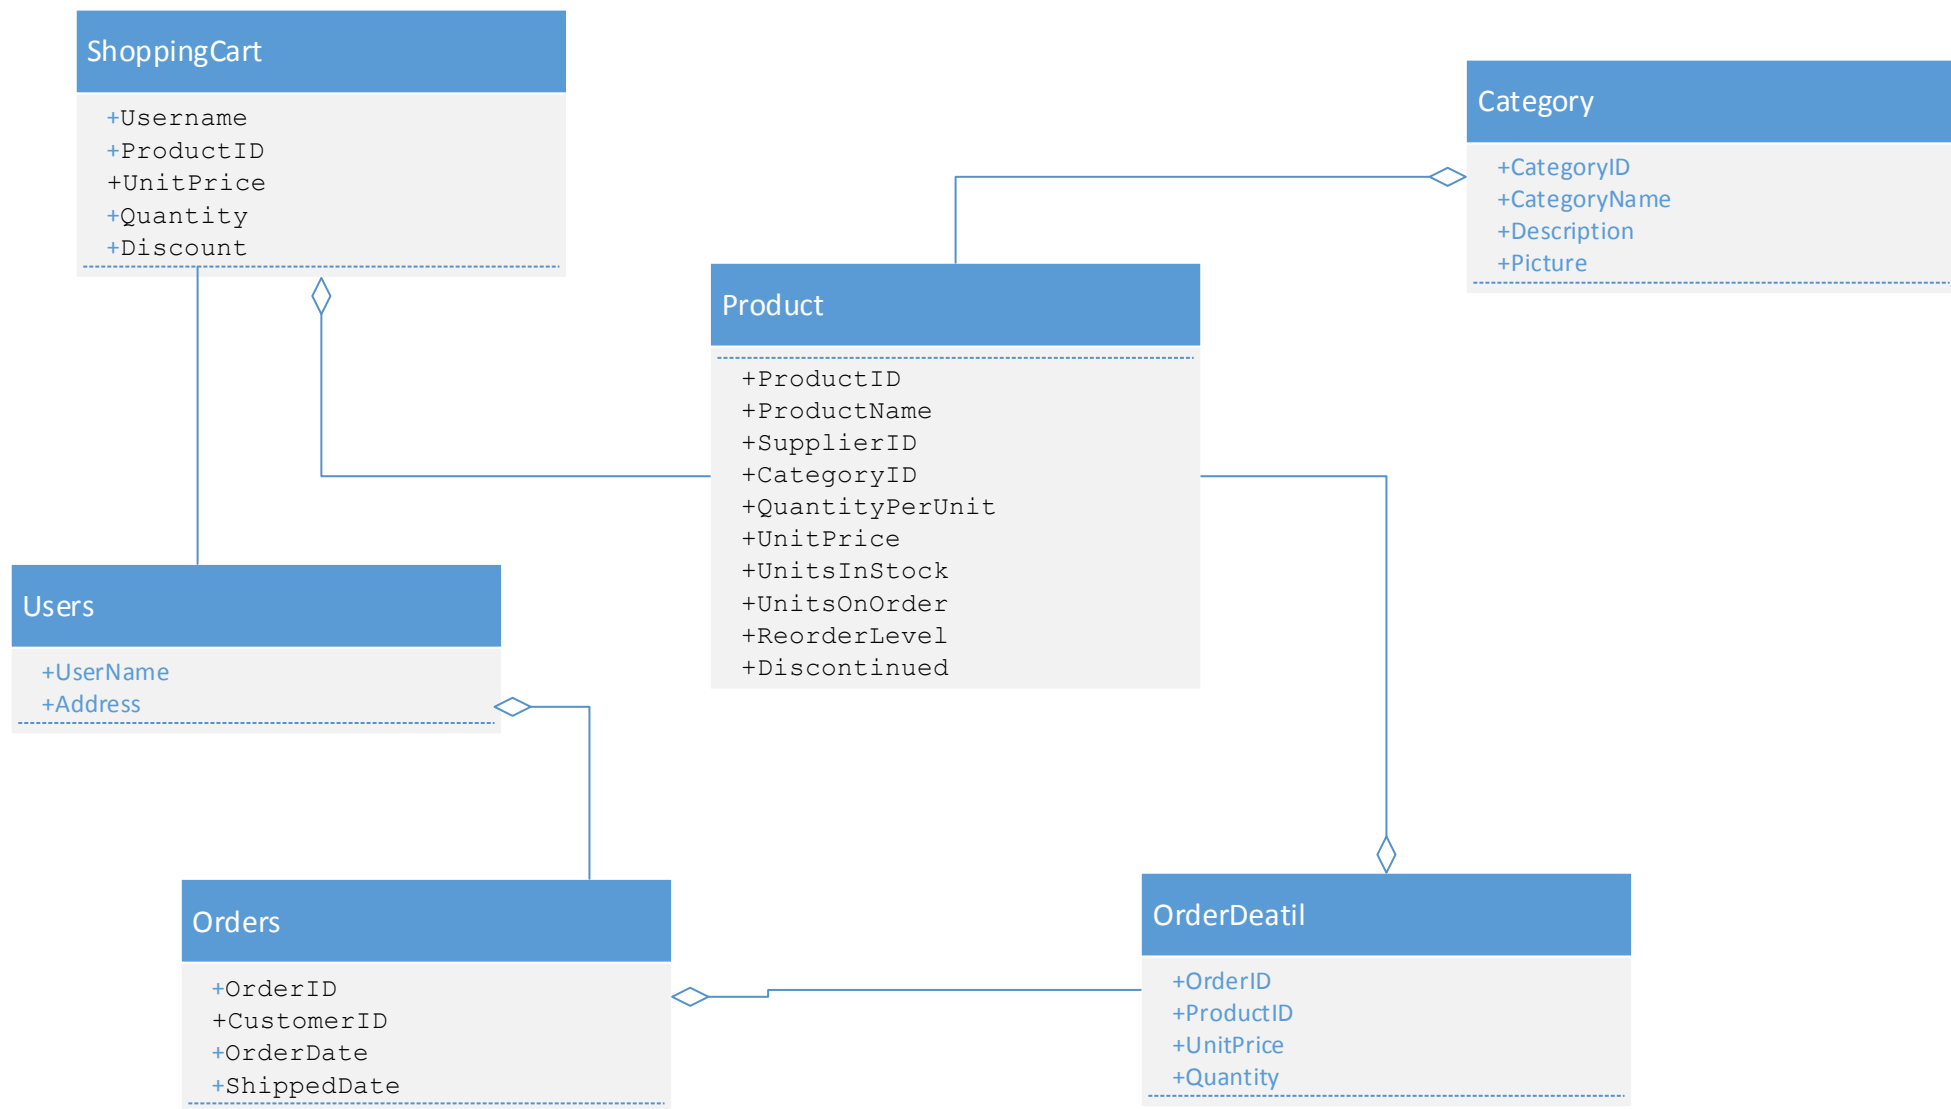 ShoppingCart
+Username
+ProductID
+UnitPrice
+Quantity
+Discount
Category
+CategoryID
+CategoryName
+Description
+Picture
Product
+ProductID
+ProductName
+SupplierID
+CategoryID
+QuantityPerUnit
+UnitPrice
+UnitsInStock
+UnitsOnOrder
+ReorderLevel
+Discontinued
Users
+UserName
+Address
Orders
+OrderID
+CustomerID
+OrderDate
+ShippedDate
OrderDeatil
+OrderID
+ProductID
+UnitPrice
+Quantity